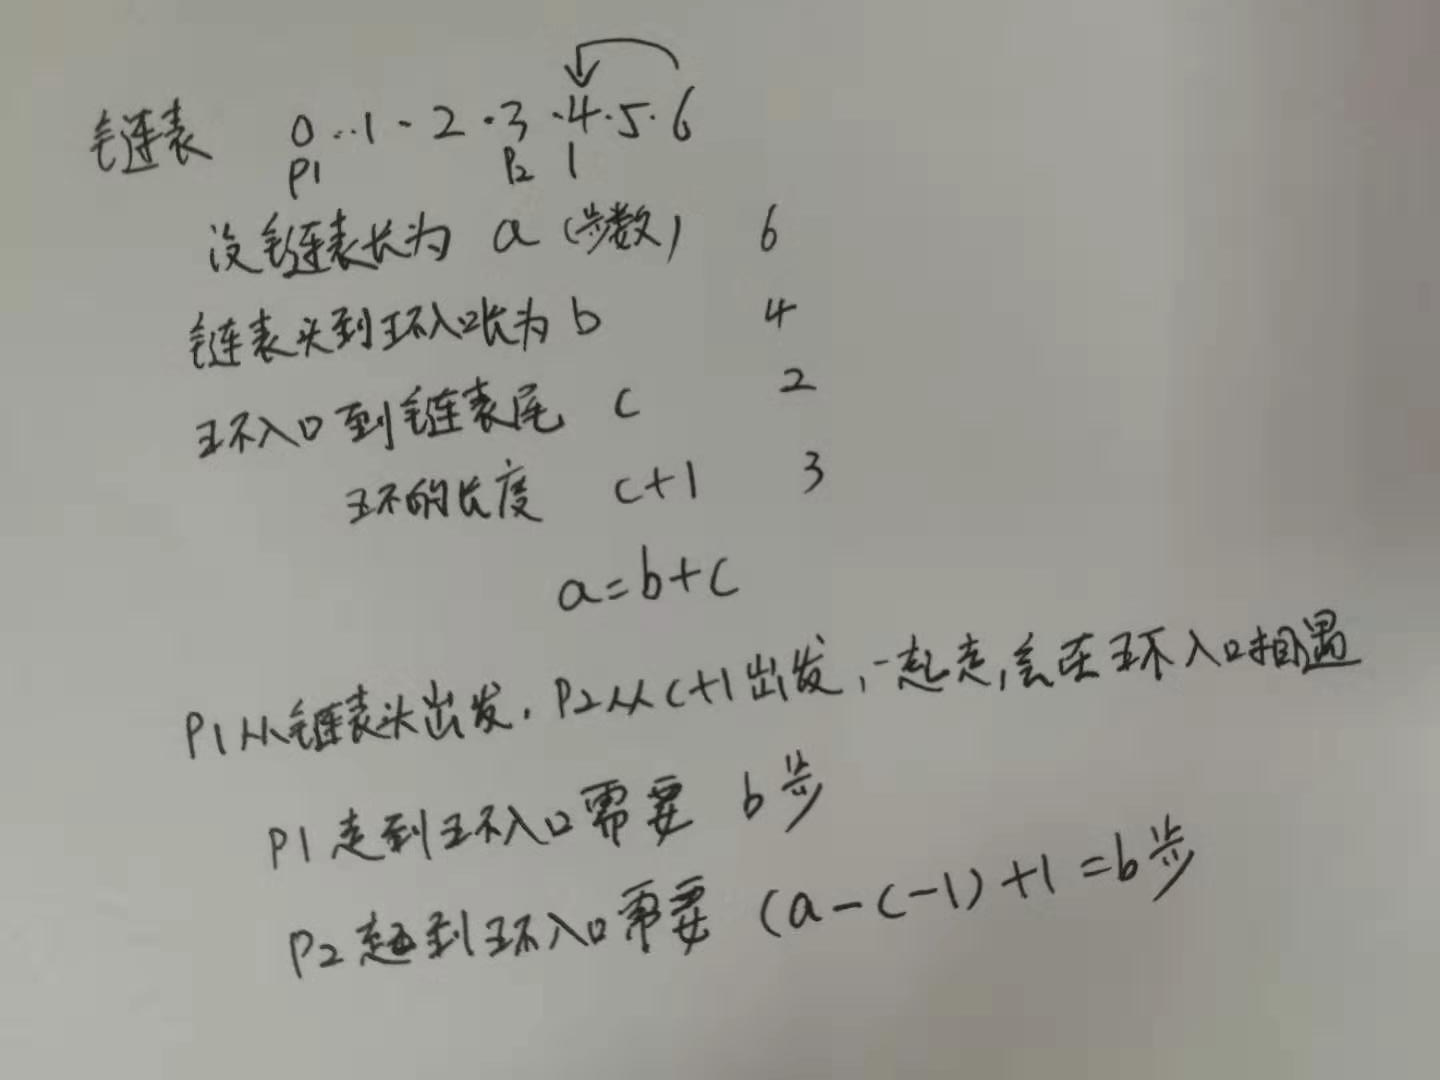 链表 0··1·2·3·4·5·6
P1 P2 1
设链表长为 a (步数) 6
链表头到环入口长为 b 4
环入口到链表尾 c 2
环的长度 c+1 3
a=b+c
P1从链表头出发, P2从c+1出发, 一起走, 会在环入口相遇
P1走到环入口需要 b步
P2走到环入口需要 (a-c-1)+1=b步